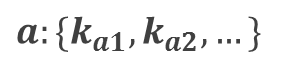 a: {k_{a1}, k_{a2}, ...}